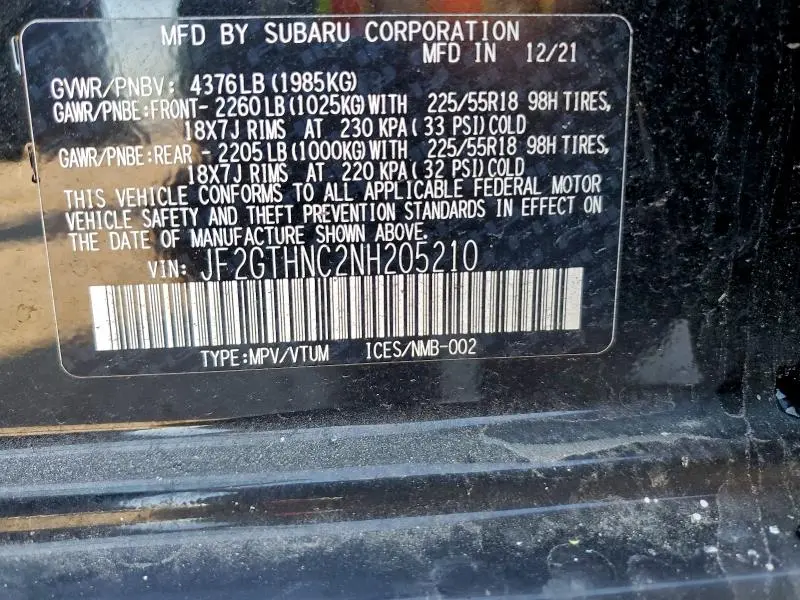 MFD BY SUBARU CORPORATION
MFD IN 12/21
GVWR/PNBV: 4376LB(1985KG)
GAWR/PNBE:FRONT- 2260LB(1025KG)WITH 225/55R18 98H TIRES,
18X7J RIMS AT 230 KPA(33 PSI)COLD
GAWR/PNBE:REAR - 2205LB(1000KG)WITH 225/55R18 98H TIRES,
18X7J RIMS AT 220 KPA(32 PSI)COLD
THIS VEHICLE CONFORMS TO ALL APPLICABLE FEDERAL MOTOR
VEHICLE SAFETY AND THEFT PREVENTION STANDARDS IN EFFECT ON
THE DATE OF MANUFACTURE SHOWN ABOVE.
VIN: JF2GTHNC2NH205210
TYPE:MPV/VTUM ICES/NMB-002